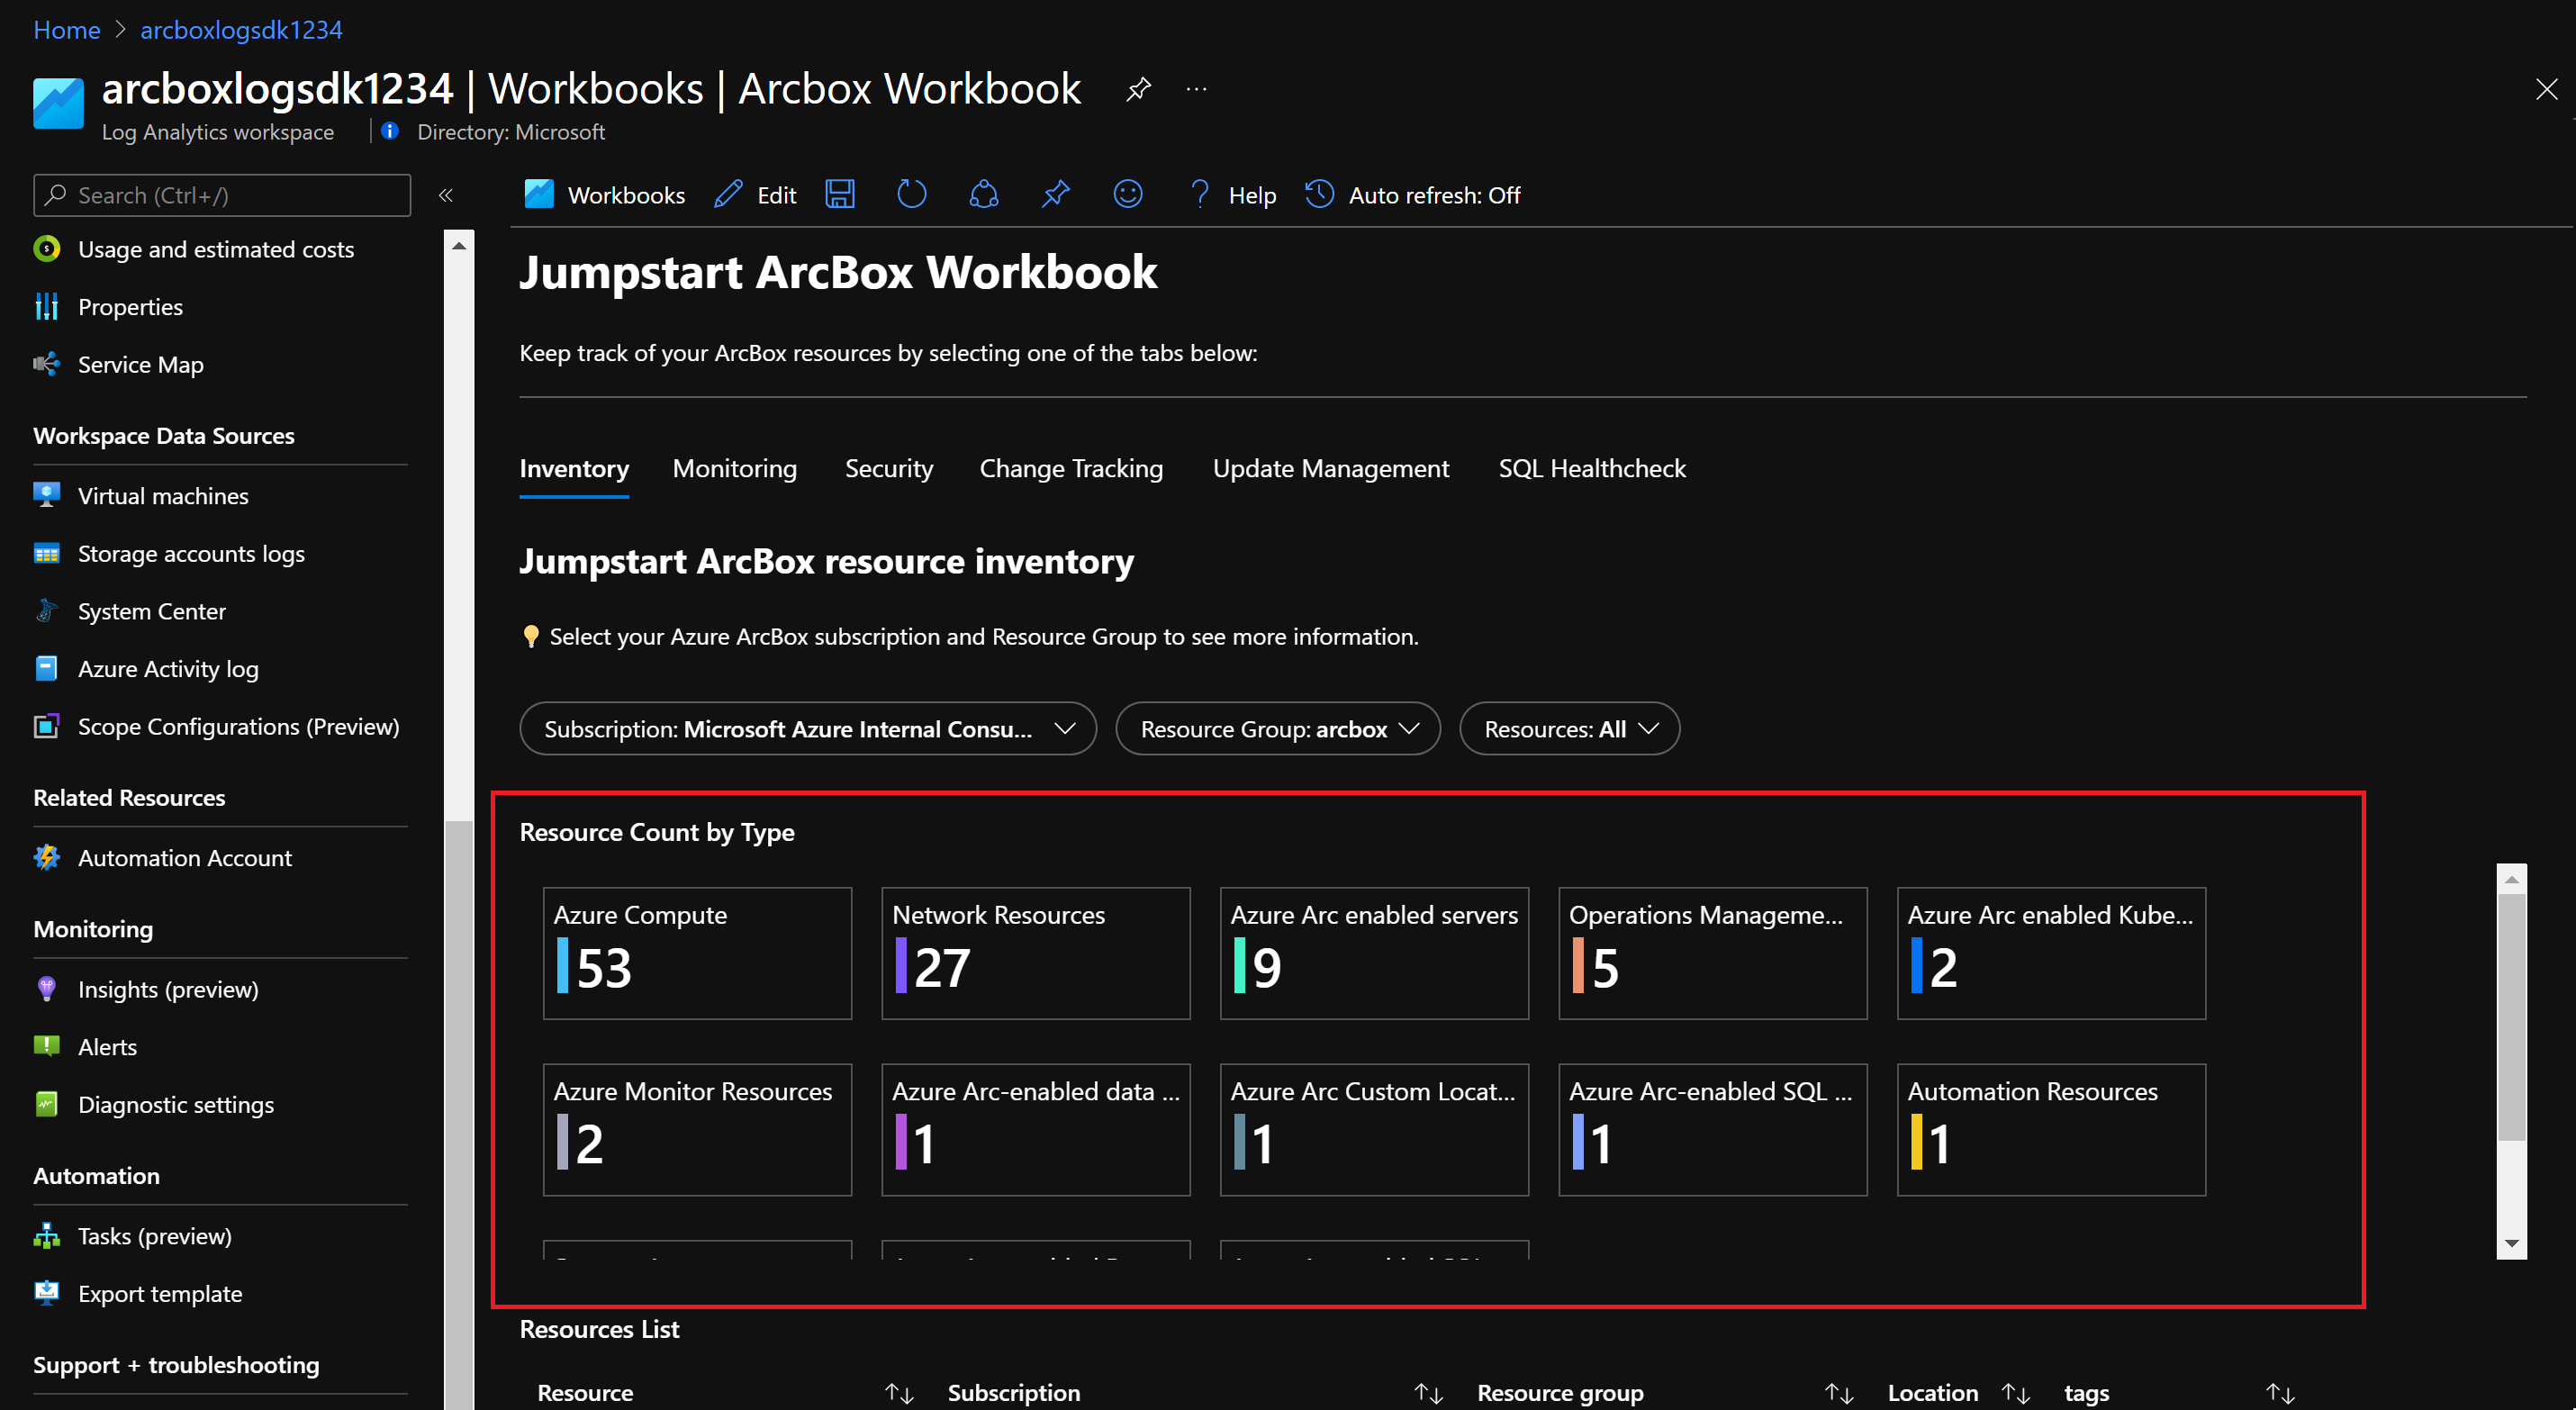 Home > arcboxlogsdk1234
arcboxlogsdk1234 | Workbooks | Arcbox Workbook ...
Log Analytics workspace | Directory: Microsoft
Search (Ctrl+/) «
Usage and estimated costs
Properties
Service Map
Workspace Data Sources
Virtual machines
Storage accounts logs
System Center
Azure Activity log
Scope Configurations (Preview)
Related Resources
Automation Account
Monitoring
Insights (preview)
Alerts
Diagnostic settings
Automation
Tasks (preview)
Export template
Support + troubleshooting
Workbooks Edit ? Help Auto refresh: Off
Jumpstart ArcBox Workbook
Keep track of your ArcBox resources by selecting one of the tabs below:
Inventory Monitoring Security Change Tracking Update Management SQL Healthcheck
Jumpstart ArcBox resource inventory
Select your Azure ArcBox subscription and Resource Group to see more information.
Subscription: Microsoft Azure Internal Consu... Resource Group: arcbox Resources: All
Resource Count by Type
Azure Compute
53
Network Resources
27
Azure Arc enabled servers
9
Operations Manageme...
5
Azure Arc enabled Kube...
2
Azure Monitor Resources
2
Azure Arc-enabled data ...
1
Azure Arc Custom Locat...
1
Azure Arc-enabled SQL ...
1
Automation Resources
1
Resources List
Resource ↑↓ Subscription ↑↓ Resource group ↑↓ Location ↑↓ tags ↑↓